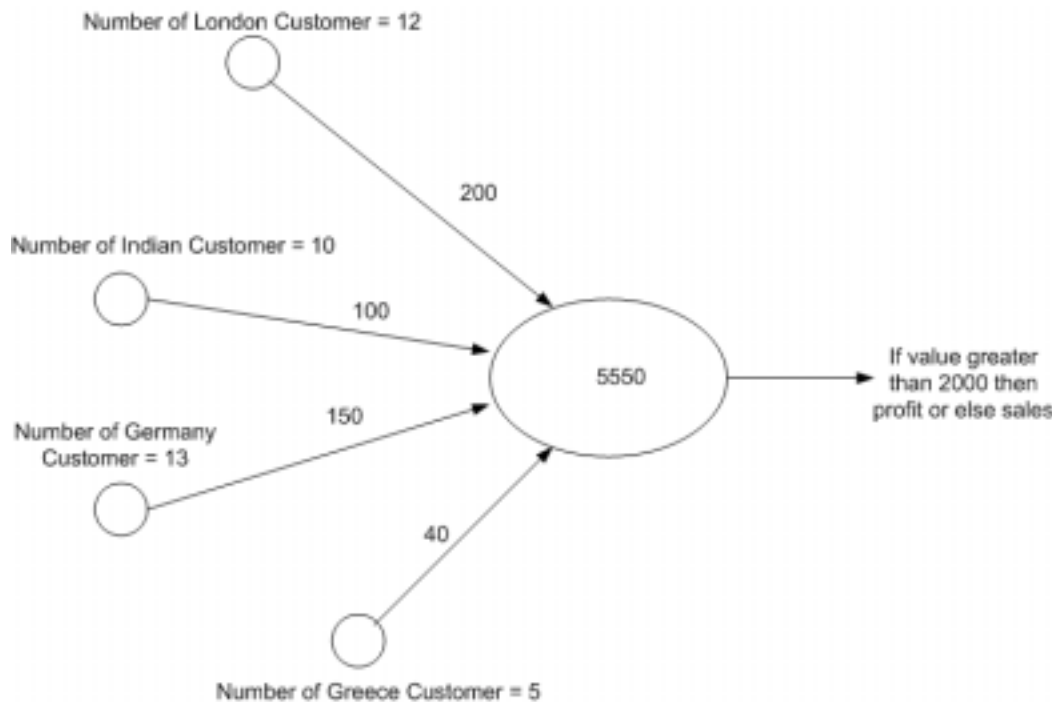 Number of London Customer = 12
200
Number of Indian Customer = 10
100
5550
If value greater
than 2000 then
profit or else sales
150
Number of Germany
Customer = 13
40
Number of Greece Customer = 5